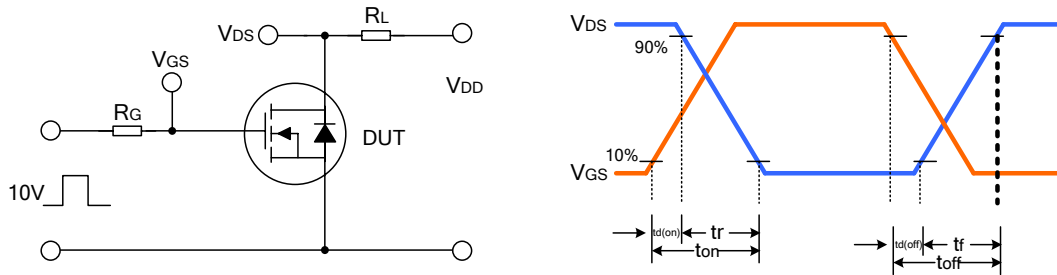 RL
VDS
VGS
VDD
RG
DUT
10V
VDS
90%
10%
VGS
td(on)
tr
ton
td(off)
tf
toff